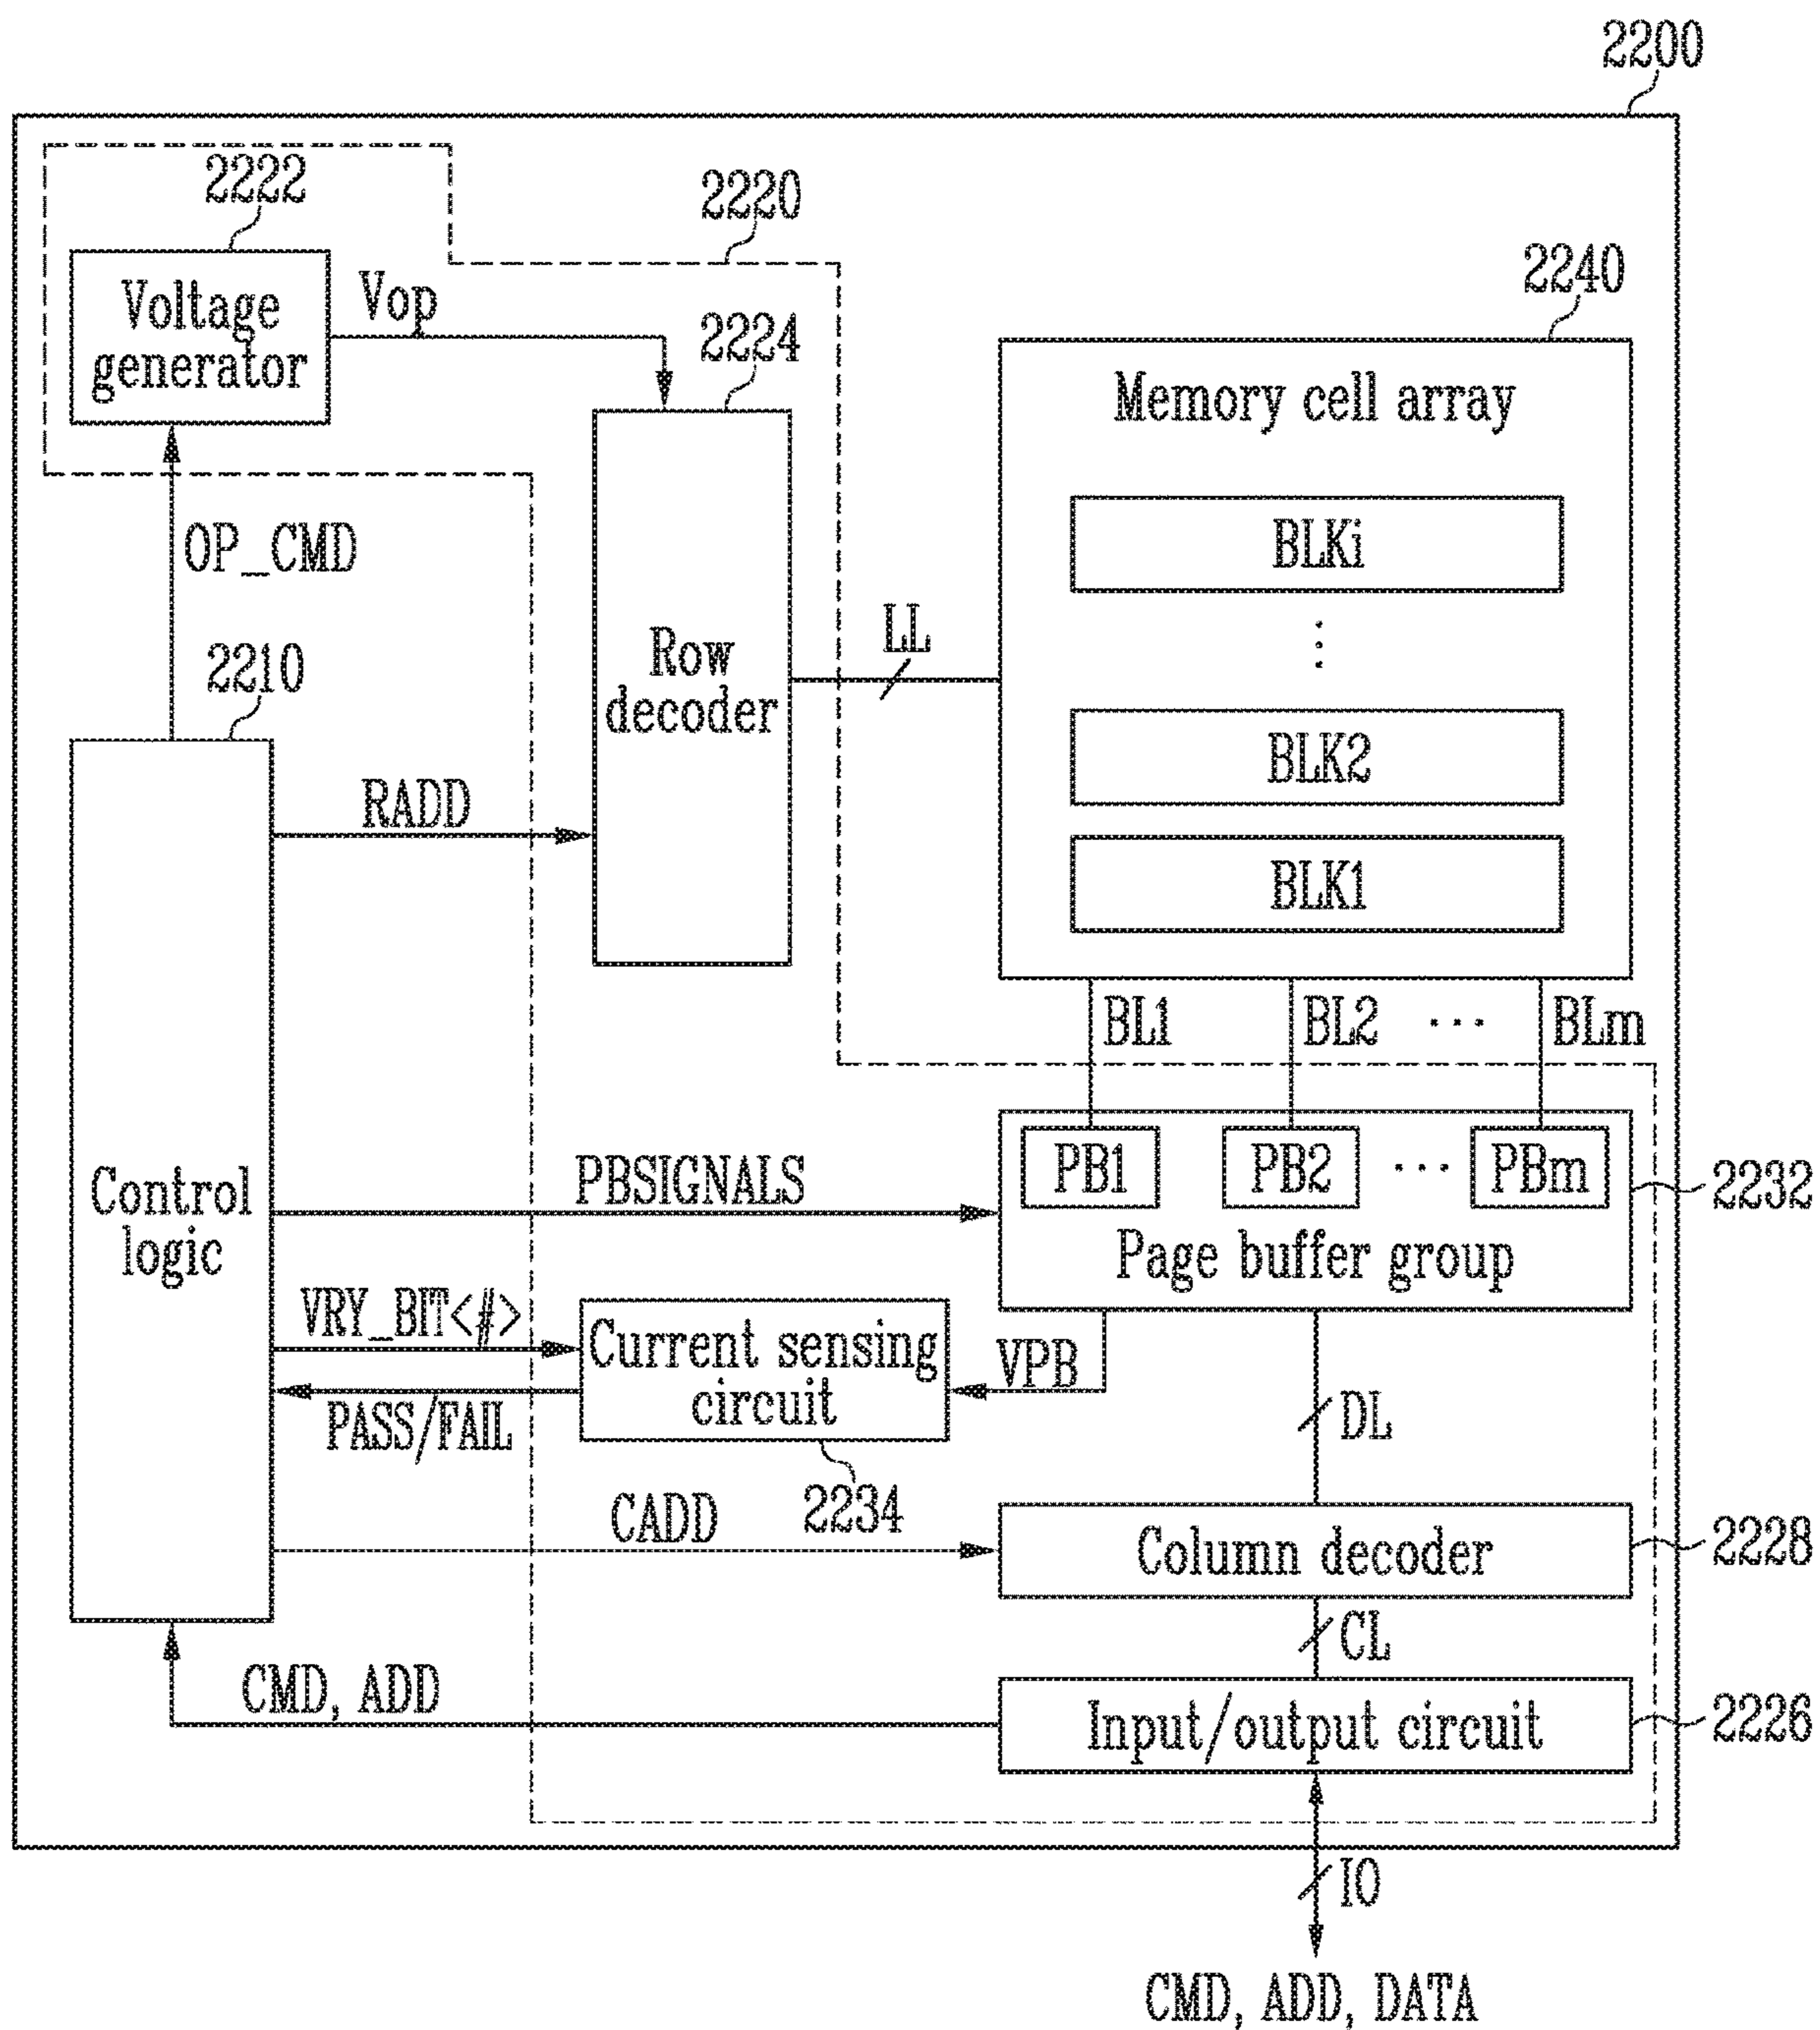 2200
2222
2220
Voltage
generator
Vop
2224
2240
Memory cell array
BLKi
OP_CMD
LL
Row
decoder
2210
BLK2
RADD
BLK1
BL1
BL2
...
BLm
PB1
PB2
...
PBm
2232
Control
logic
PBSIGNALS
Page buffer group
VRY_BIT<#>
Current sensing
circuit
VPB
PASS/FAIL
DL
2234
CADD
Column decoder
2228
CL
CMD, ADD
Input/output circuit
2226
IO
CMD, ADD, DATA